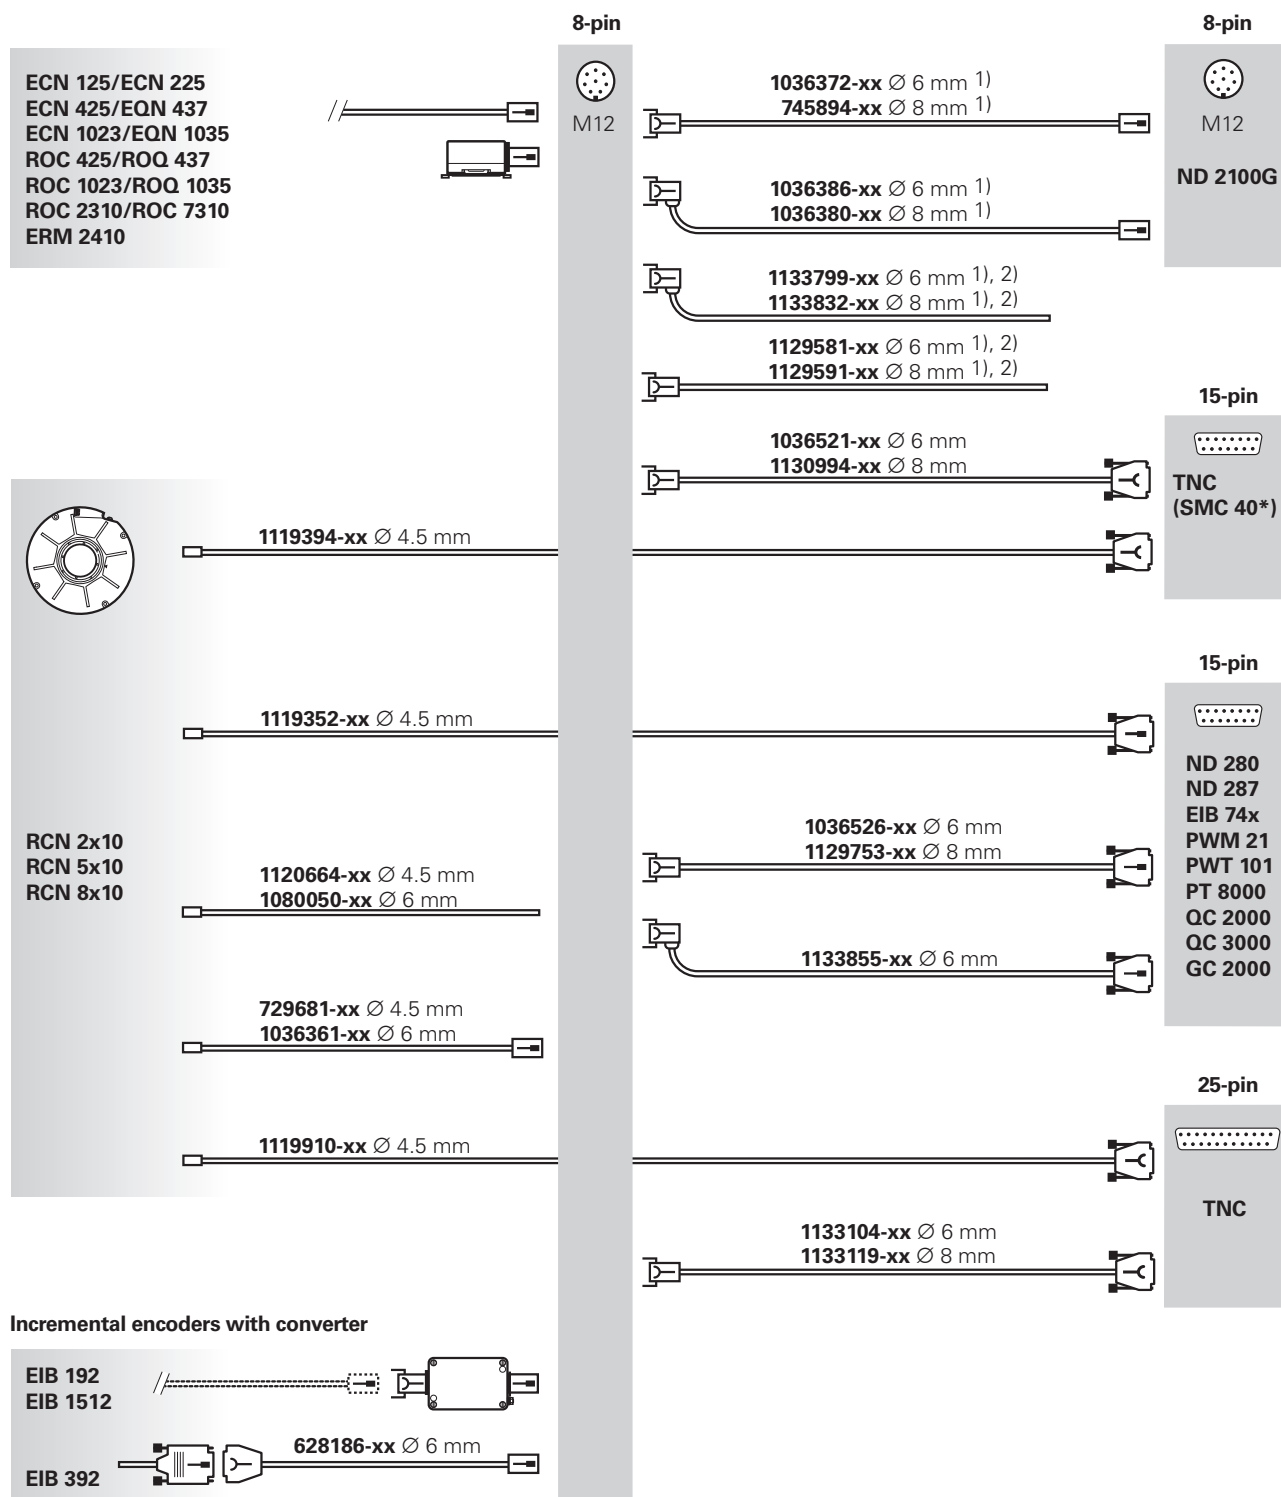 8-pin
8-pin
ECN 125/ECN 225
ECN 425/EQN 437
ECN 1023/EQN 1035
ROC 425/ROQ 437
ROC 1023/ROQ 1035
ROC 2310/ROC 7310
ERM 2410
M12
1036372-xx Ø 6 mm 1)
745894-xx Ø 8 mm 1)
M12
ND 2100G
1036386-xx Ø 6 mm 1)
1036380-xx Ø 8 mm 1)
1133799-xx Ø 6 mm 1), 2)
1133832-xx Ø 8 mm 1), 2)
1129581-xx Ø 6 mm 1), 2)
1129591-xx Ø 8 mm 1), 2)
15-pin
1036521-xx Ø 6 mm
1130994-xx Ø 8 mm
TNC
(SMC 40*)
1119394-xx Ø 4.5 mm
15-pin
1119352-xx Ø 4.5 mm
ND 280
ND 287
EIB 74x
PWM 21
PWT 101
PT 8000
QC 2000
QC 3000
GC 2000
1036526-xx Ø 6 mm
1129753-xx Ø 8 mm
RCN 2x10
RCN 5x10
RCN 8x10
1120664-xx Ø 4.5 mm
1080050-xx Ø 6 mm
1133855-xx Ø 6 mm
729681-xx Ø 4.5 mm
1036361-xx Ø 6 mm
25-pin
1119910-xx Ø 4.5 mm
TNC
1133104-xx Ø 6 mm
1133119-xx Ø 8 mm
Incremental encoders with converter
EIB 192
EIB 1512
628186-xx Ø 6 mm
EIB 392